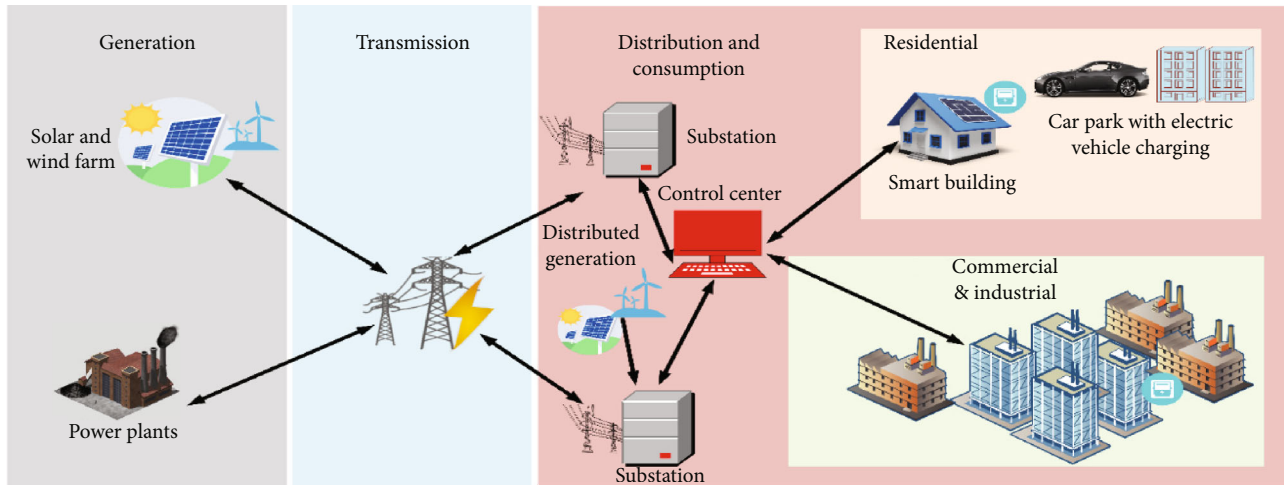 Generation
Solar and
wind farm
Power plants
Transmission
Distribution and
consumption
Substation
Control center
Distributed
generation
Substation
Residential
Smart building
Car park with electric
vehicle charging
Commercial
& industrial